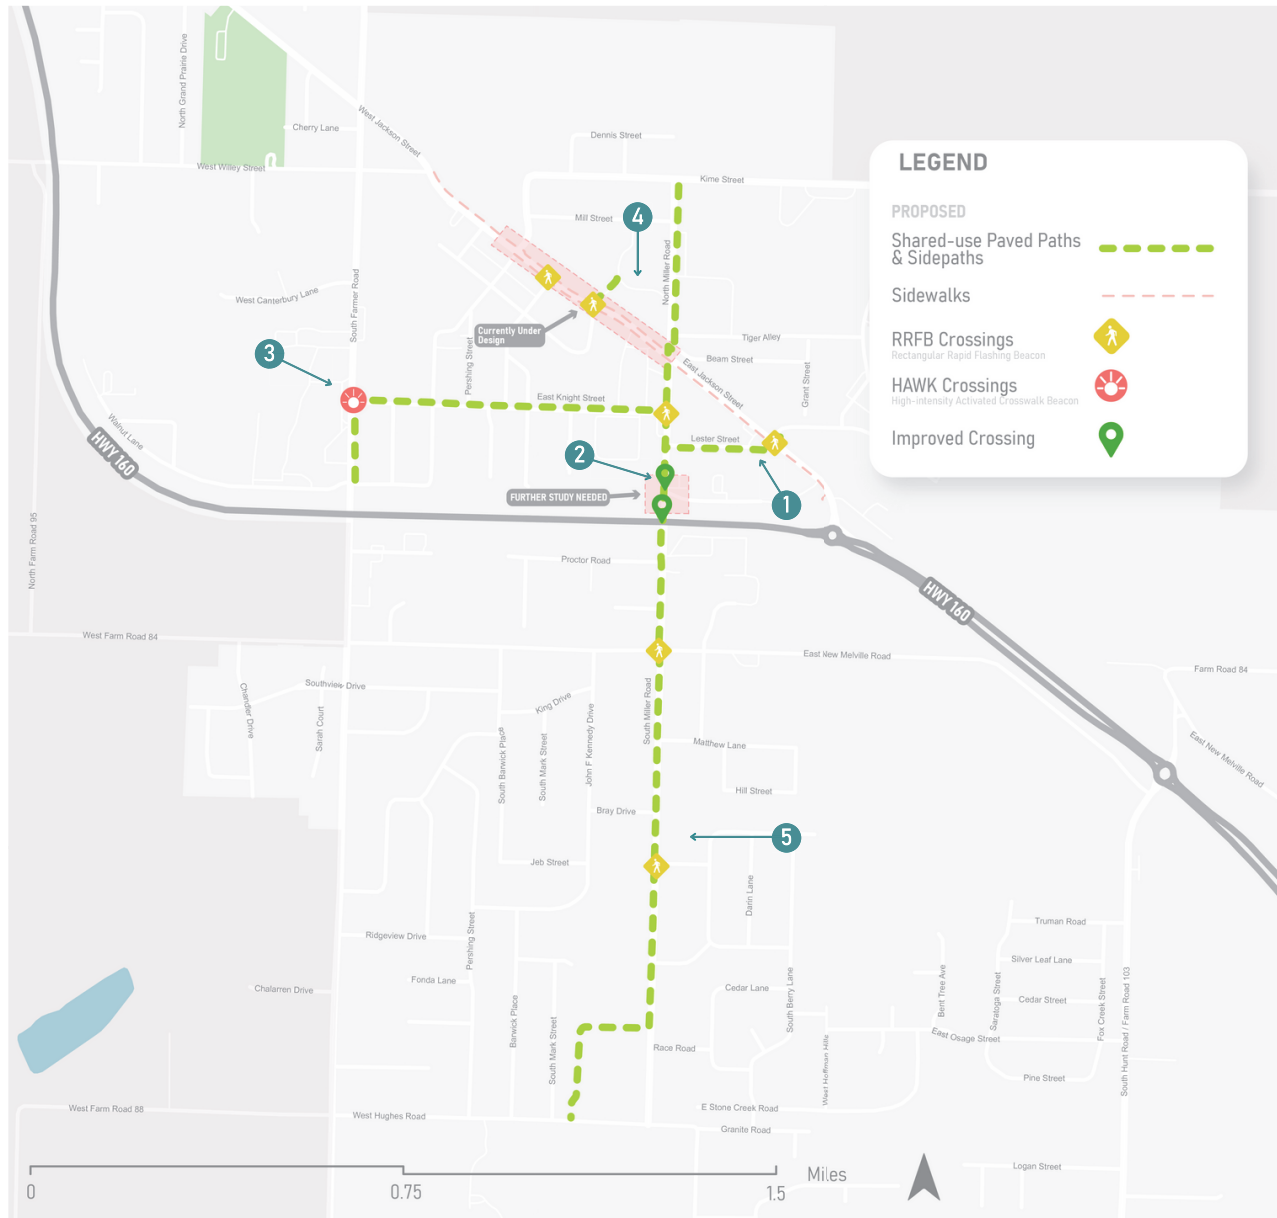 North Grand Prairie Drive
Cherry Lane
West Jackson Street
West Willey Street
Dennis Street
Kime Street
Mill Street
4
North Miller Road
LEGEND
PROPOSED
Shared-use Paved Paths
& Sidepaths
Sidewalks
RRFB Crossings
Rectangular Rapid Flashing Beacon
HAWK Crossings
High-intensity Activated Crosswalk Beacon
Improved Crossing
South Farmer Road
West Canterbury Lane
Currently Under
Design
Pershing Street
Tiger Alley
Beam Street
East Jackson Street
Grant Street
3
East Knight Street
Walnut Lane
HWY 160
Lester Street
2
1
FURTHER STUDY NEEDED
North Farm Road 95
Proctor Road
HWY 160
West Farm Road 84
East New Melville Road
Farm Road 84
East New Melville Road
Chandler Drive
Southview Drive
Sarah Court
King Drive
South Barwick Place
South Mark Street
John F Kennedy Drive
South Miller Road
Matthew Lane
Hill Street
Bray Drive
5
Jeb Street
Darin Lane
Pershing Street
Ridgeview Drive
Fonda Lane
Chalarren Drive
Barwick Place
South Mark Street
Cedar Lane
South Berry Lane
Race Road
West Hoffman Hills
Bent Tree Ave
Saratoga Street
East Osage Street
Truman Road
Silver Leaf Lane
Cedar Street
Fox Creek Street
Pine Street
South Hunt Road / Farm Road 103
West Farm Road 88
West Hughes Road
E Stone Creek Road
Granite Road
Logan Street
Miles
0
0.75
1.5